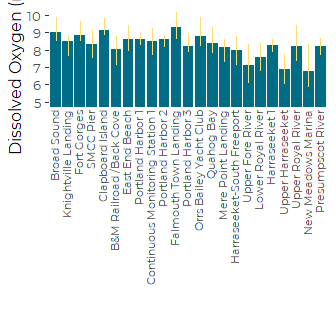 Dissolved Oxygen (
10
9
8
7
6
5
Broad Sound
Knightville Landing
Fort Gorges
SMCC Pier
Clapboard Island
B&M Railroad / Back Cove
East End Beach
Portland Harbor 1
Continuous Monitoring Station 1
Portland Harbor 2
Falmouth Town Landing
Portland Harbor 3
Orrs Bailey Yacht Club
Quahog Bay
Mere Point Landing
Harraseeket-South Freeport
Upper Fore River
Lower Royal River
Harraseeket 1
Upper Harraseeket
Upper Royal River
New Meadows Marina
Presumpscot River